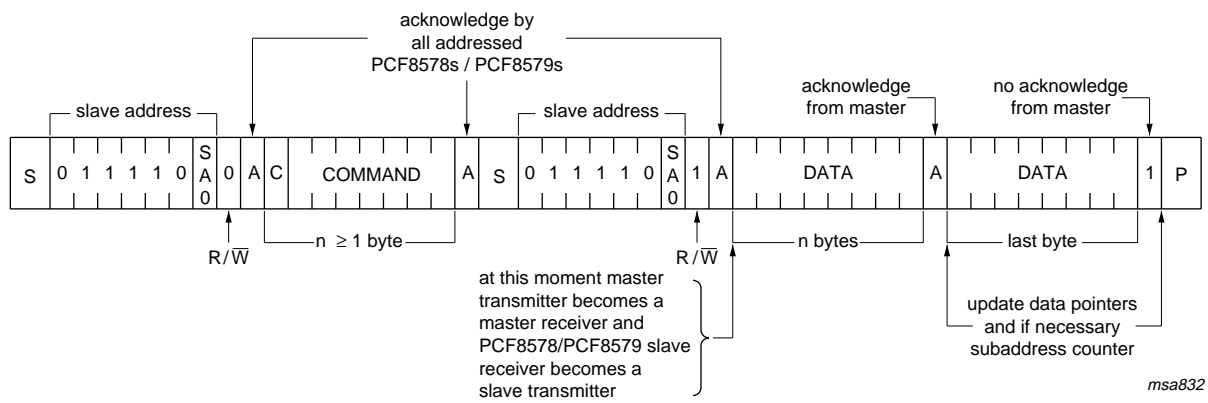 acknowledge by
all addressed
PCF8578s / PCF8579s
acknowledge
from master
no acknowledge
from master
slave address
slave address
S 0 1 1 1 1 0 SA0 0 A C COMMAND A S 0 1 1 1 1 0 SA0 1 A DATA A DATA 1 P
n ≥ 1 byte
n bytes
last byte
R/W̅
R/W̅
at this moment master
transmitter becomes a
master receiver and
PCF8578/PCF8579 slave
receiver becomes a
slave transmitter
update data pointers
and if necessary
subaddress counter
msa832